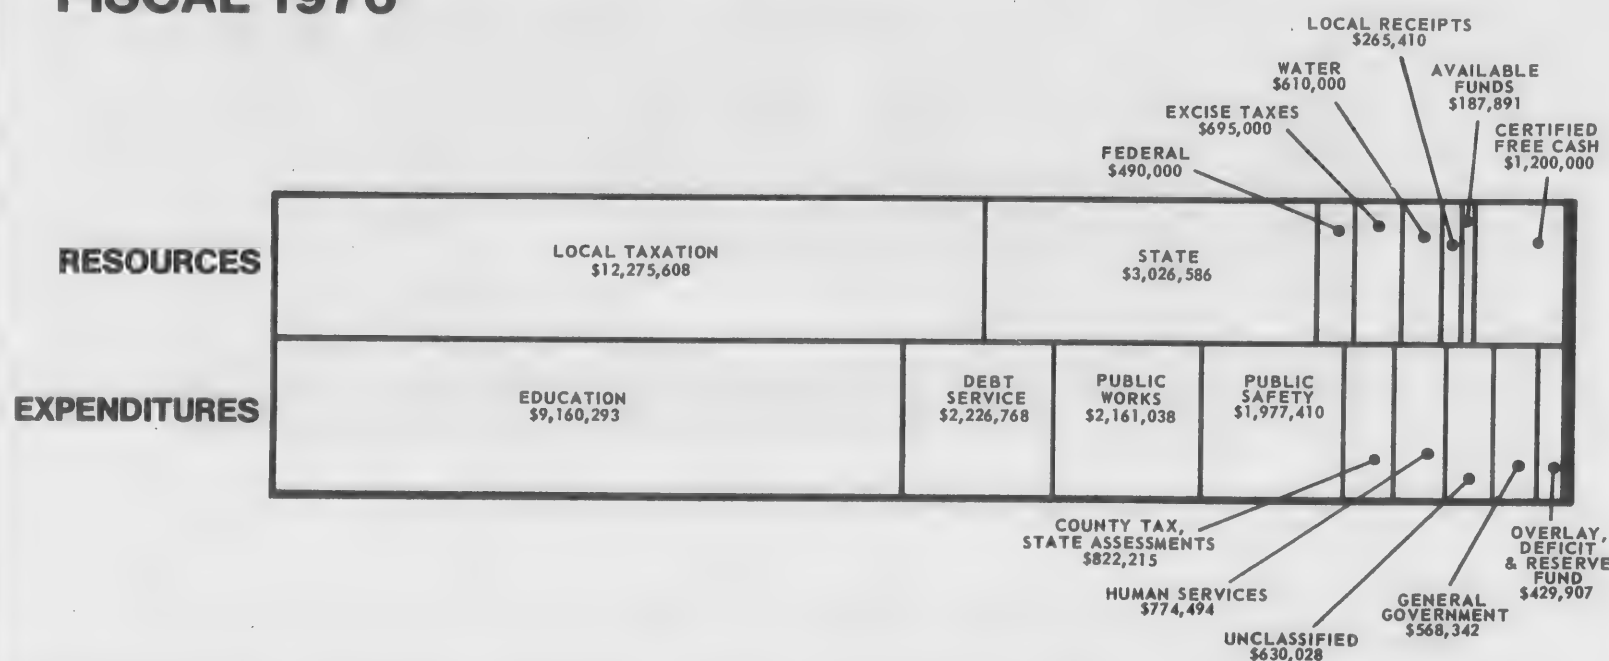 FISCAL 1976
LOCAL RECEIPTS
$265,410
WATER
$610,000
AVAILABLE
FUNDS
$187,891
EXCISE TAXES
$695,000
CERTIFIED
FREE CASH
$1,200,000
FEDERAL
$490,000
RESOURCES
LOCAL TAXATION
$12,275,608
STATE
$3,026,586
EXPENDITURES
EDUCATION
$9,160,293
DEBT
SERVICE
$2,226,768
PUBLIC
WORKS
$2,161,038
PUBLIC
SAFETY
$1,977,410
COUNTY TAX,
STATE ASSESSMENTS
$822,215
HUMAN SERVICES
$774,494
UNCLASSIFIED
$630,028
GENERAL
GOVERNMENT
$568,342
OVERLAY,
DEFICIT
& RESERVE
FUND
$429,907